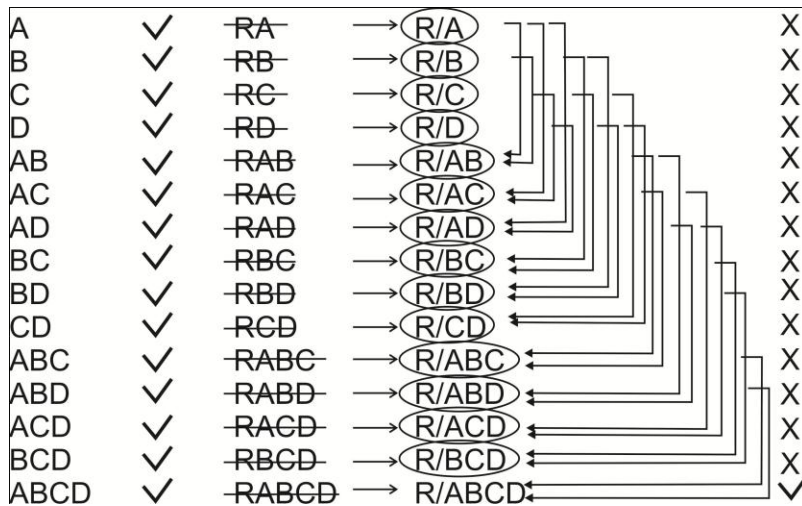 A ✓ RA → R/A X
B ✓ RB → R/B X
C ✓ RC → R/C X
D ✓ RD → R/D X
AB ✓ RAB → R/AB X
AC ✓ RAC → R/AC X
AD ✓ RAD → R/AD X
BC ✓ RBC → R/BC X
BD ✓ RBD → R/BD X
CD ✓ RCD → R/CD X
ABC ✓ RABC → R/ABC X
ABD ✓ RABD → R/ABD X
ACD ✓ RACD → R/ACD X
BCD ✓ RBCD → R/BCD X
ABCD ✓ RABCD → R/ABCD ✓